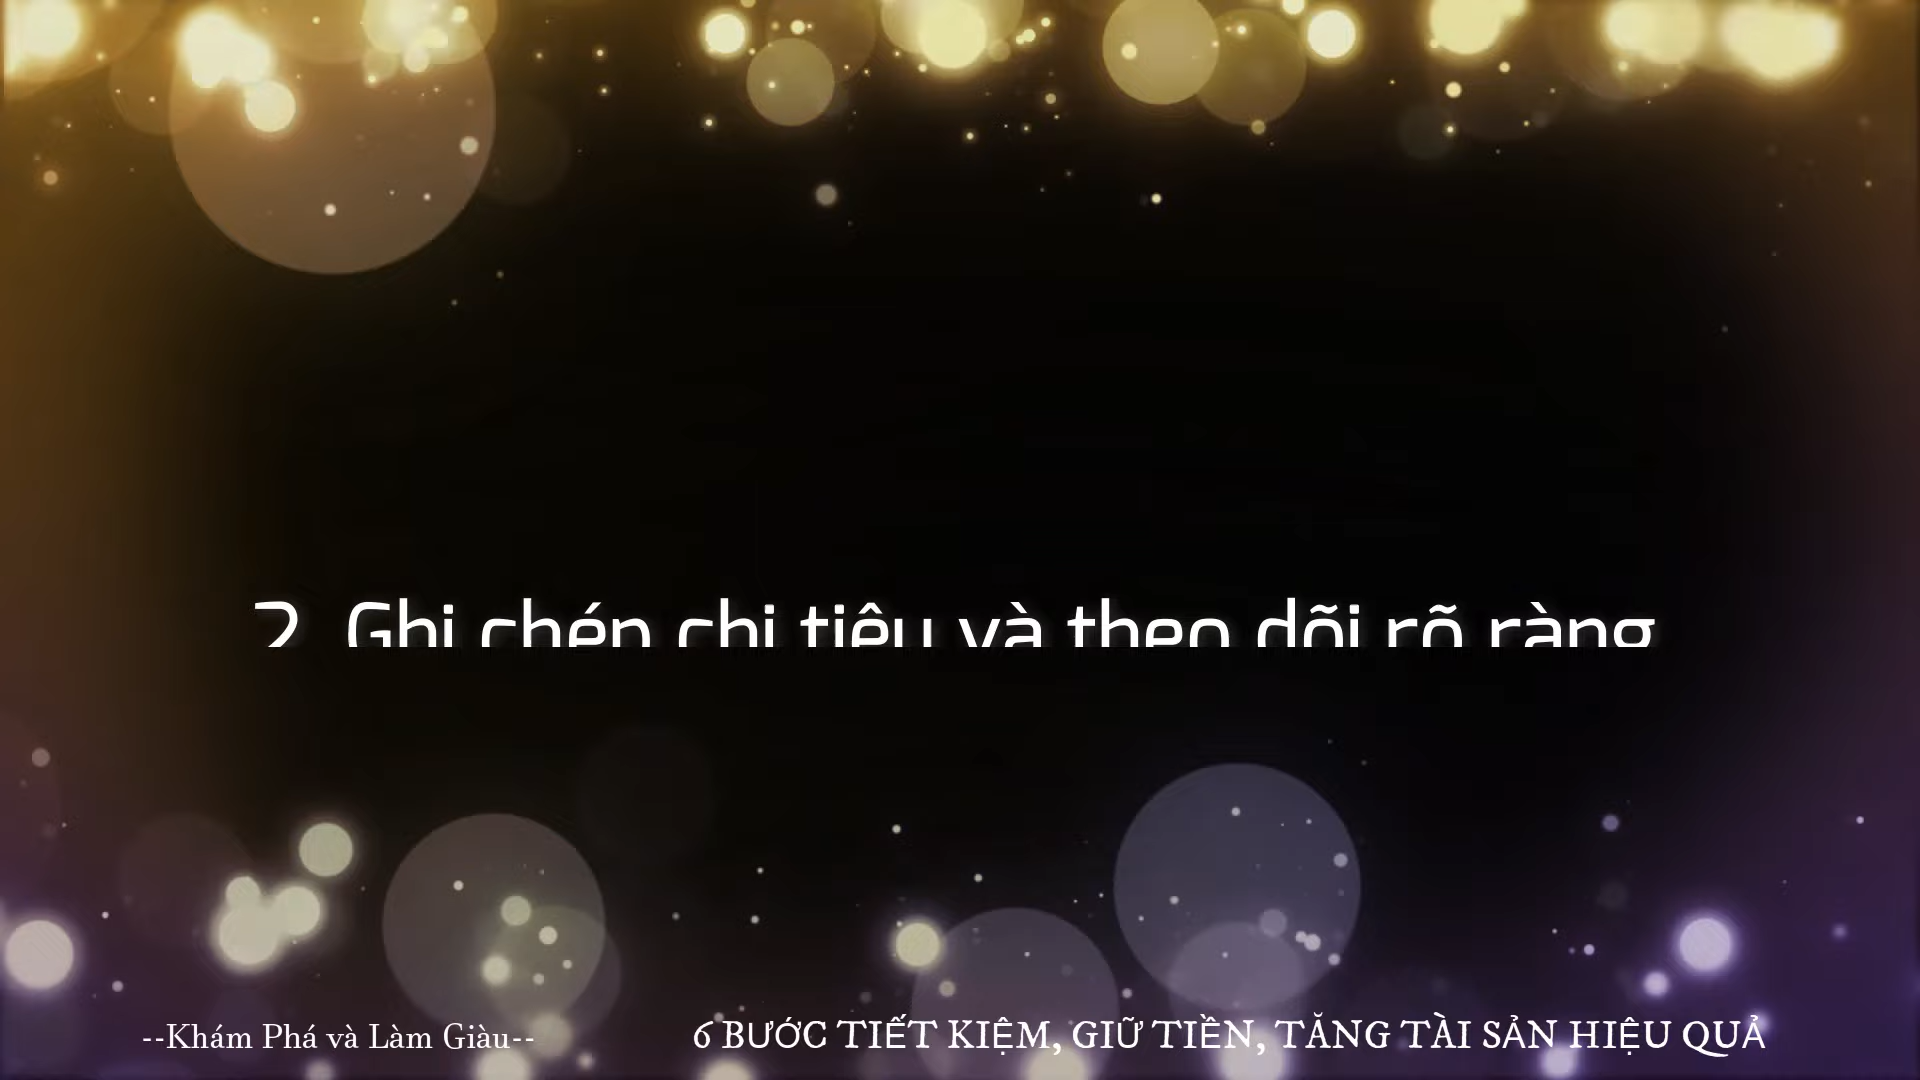 2. Ghi chép chi tiêu và theo dõi rõ ràng
--Khám Phá và Làm Giàu--
6 BƯỚC TIẾT KIỆM, GIỮ TIỀN, TĂNG TÀI SẢN HIỆU QUẢ